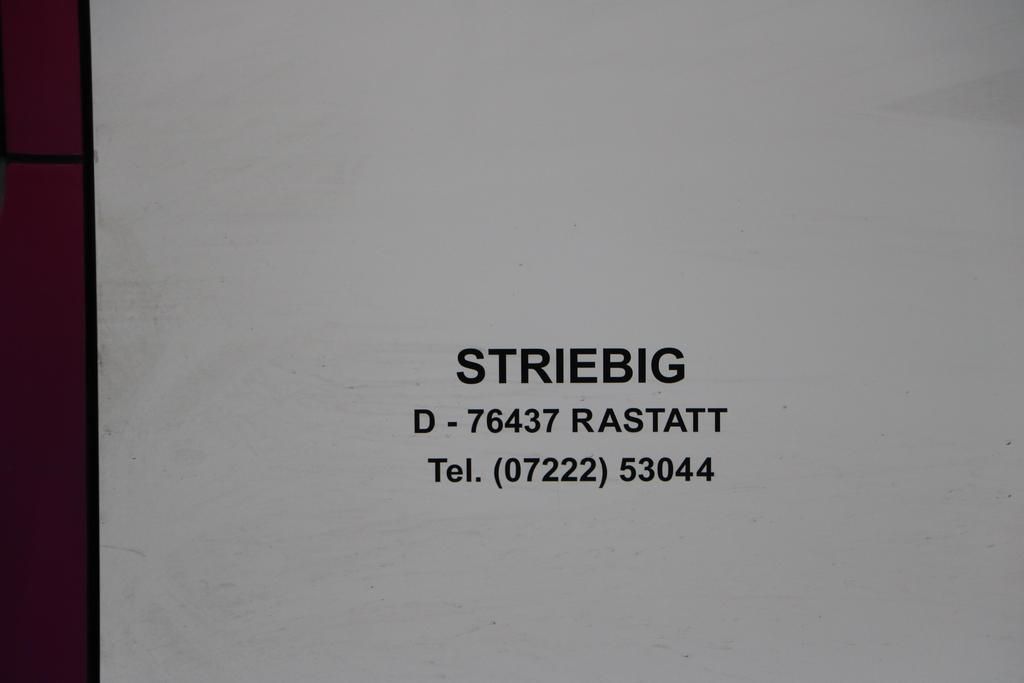 STRIEBIG
D - 76437 RASTATT
Tel. (07222) 53044